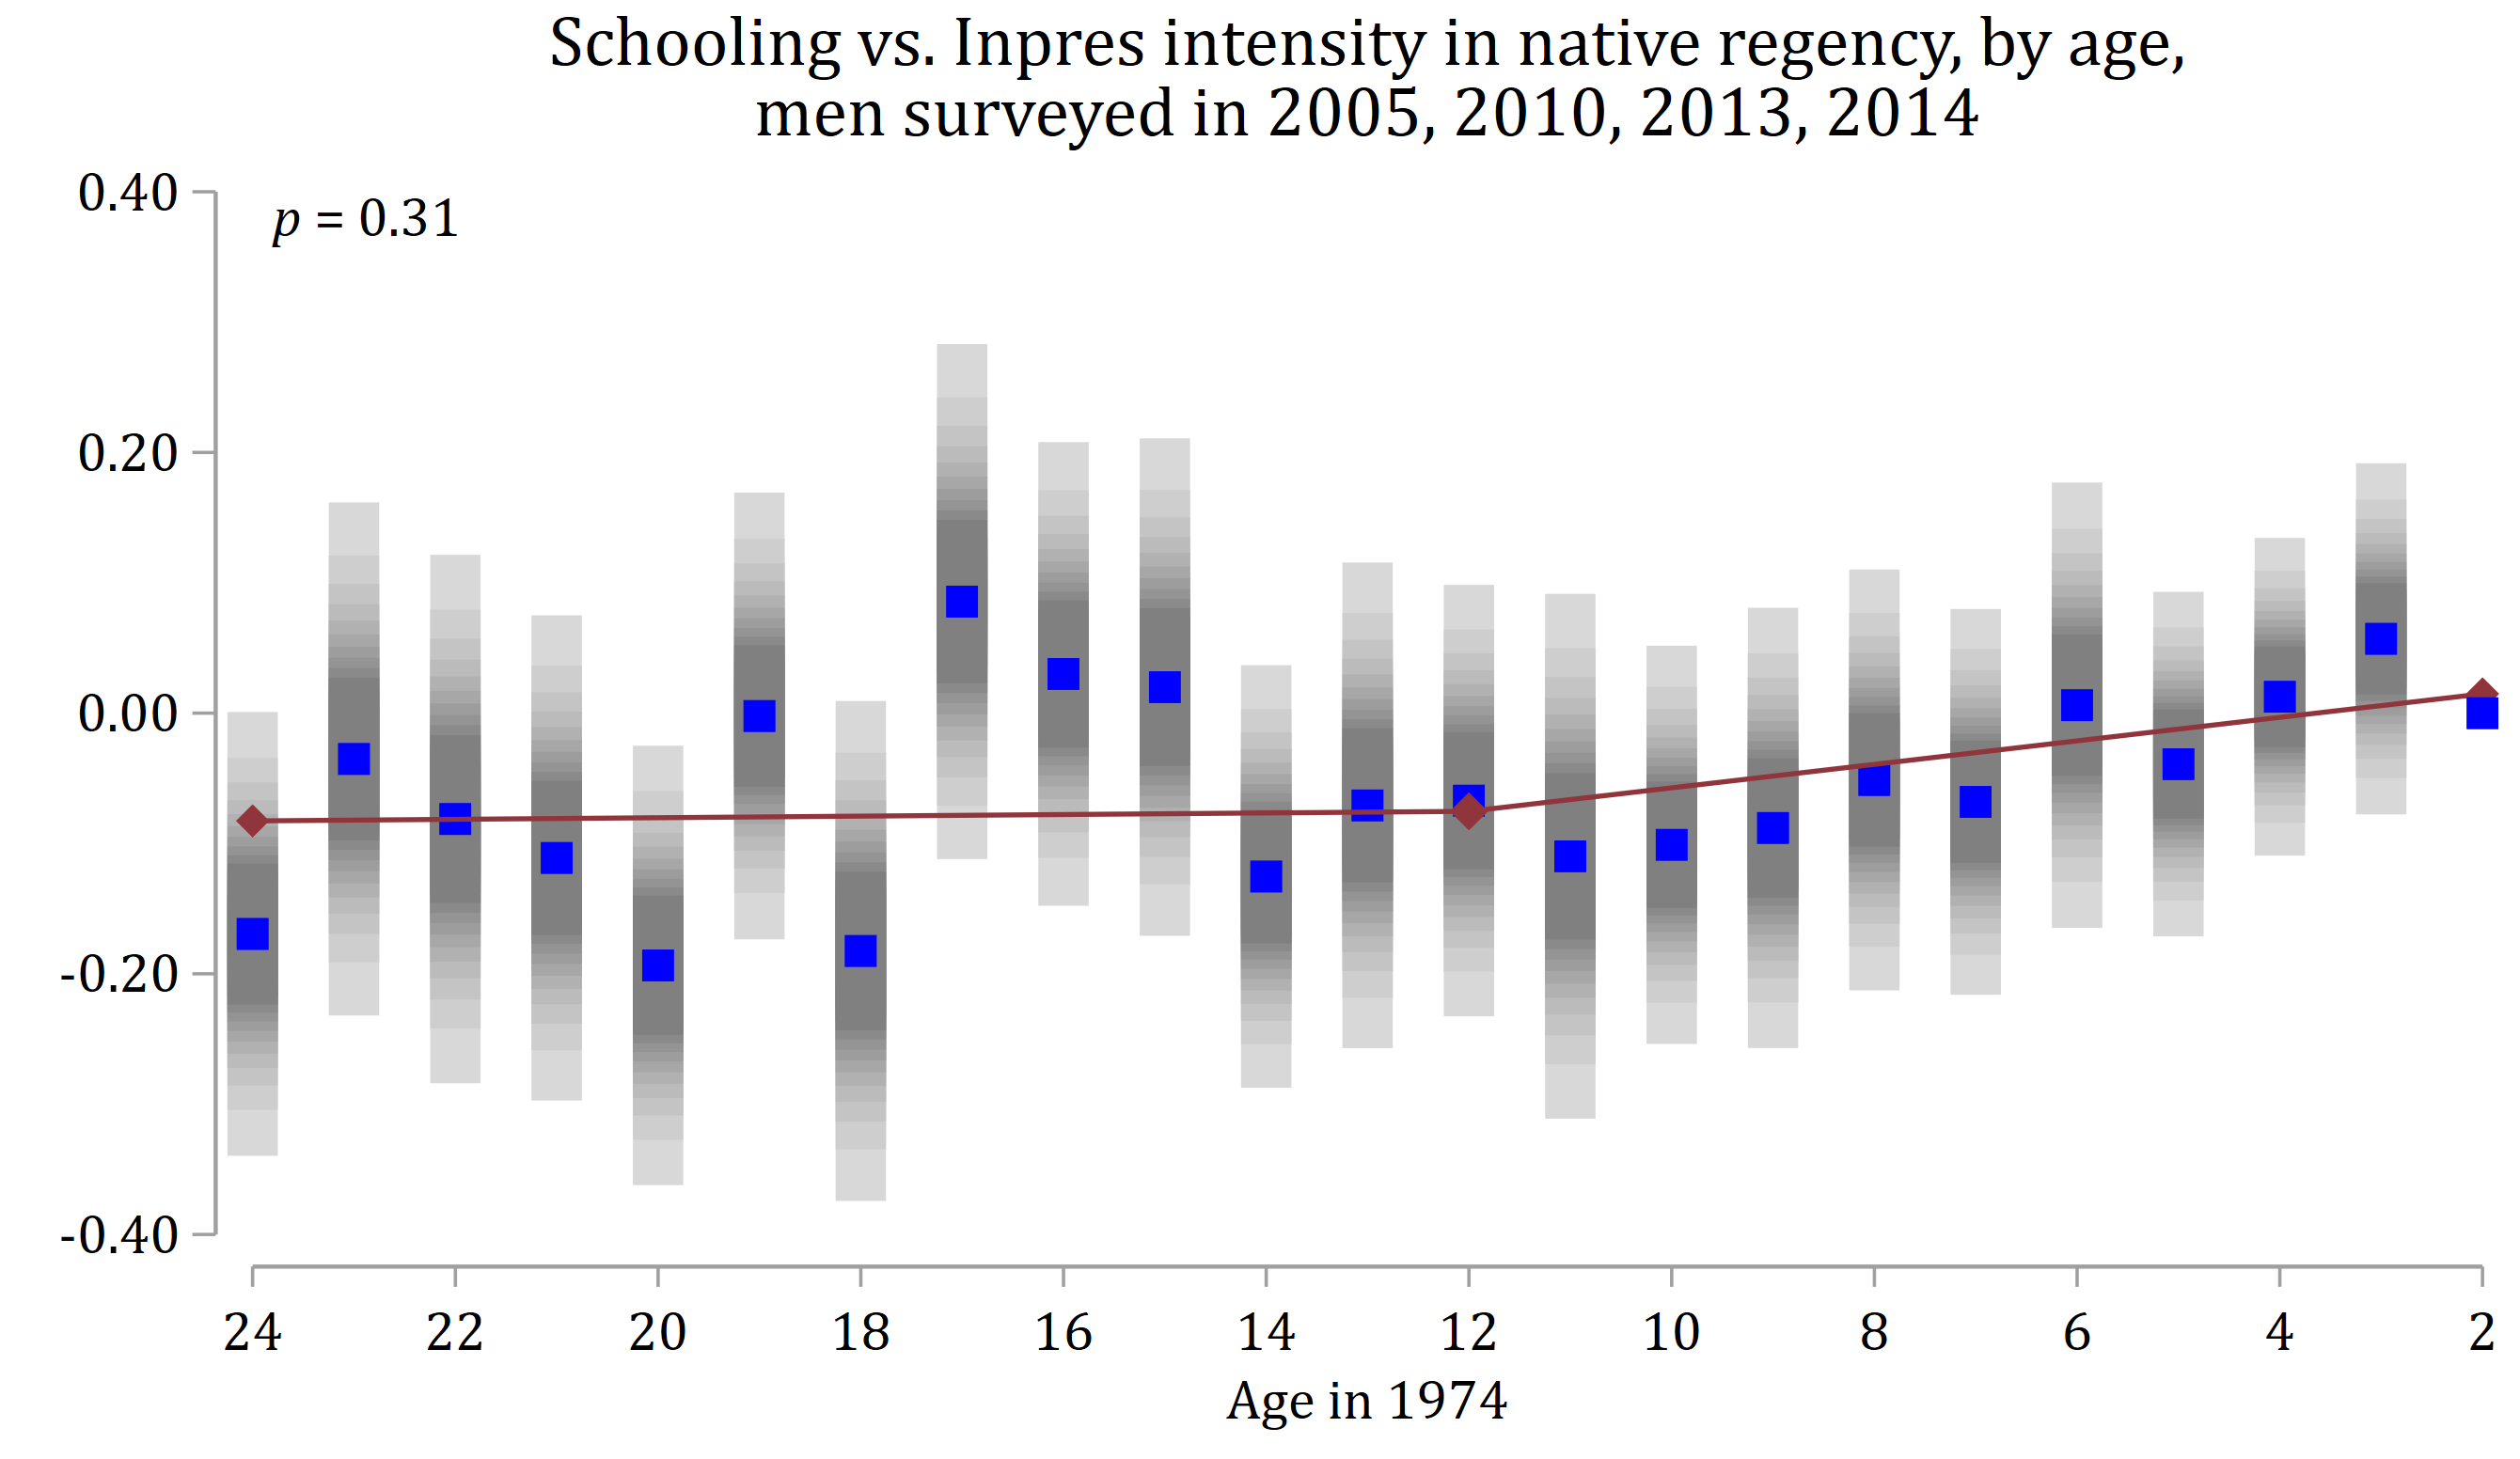 Schooling vs. Inpres intensity in native regency, by age,
men surveyed in 2005, 2010, 2013, 2014
0.40
p = 0.31
0.20
0.00
-0.20
-0.40
24 22 20 18 16 14 12 10 8 6 4 2
Age in 1974